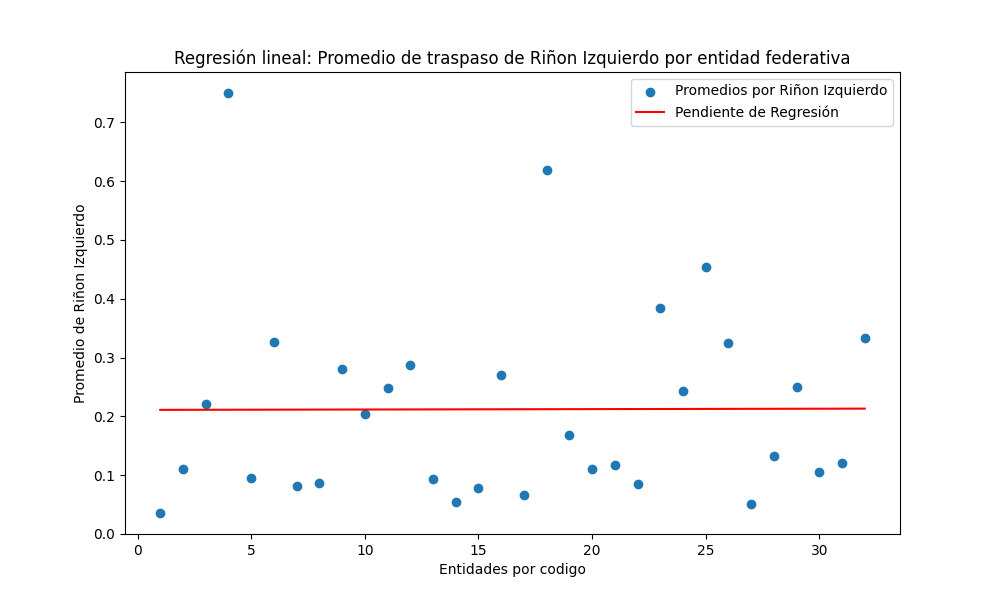 Regresión lineal: Promedio de traspaso de Riñon Izquierdo por entidad federativa
Promedios por Riñon Izquierdo
Pendiente de Regresión
Promedio de Riñon Izquierdo
0.7
0.6
0.5
0.4
0.3
0.2
0.1
0.0
0 5 10 15 20 25 30
Entidades por codigo